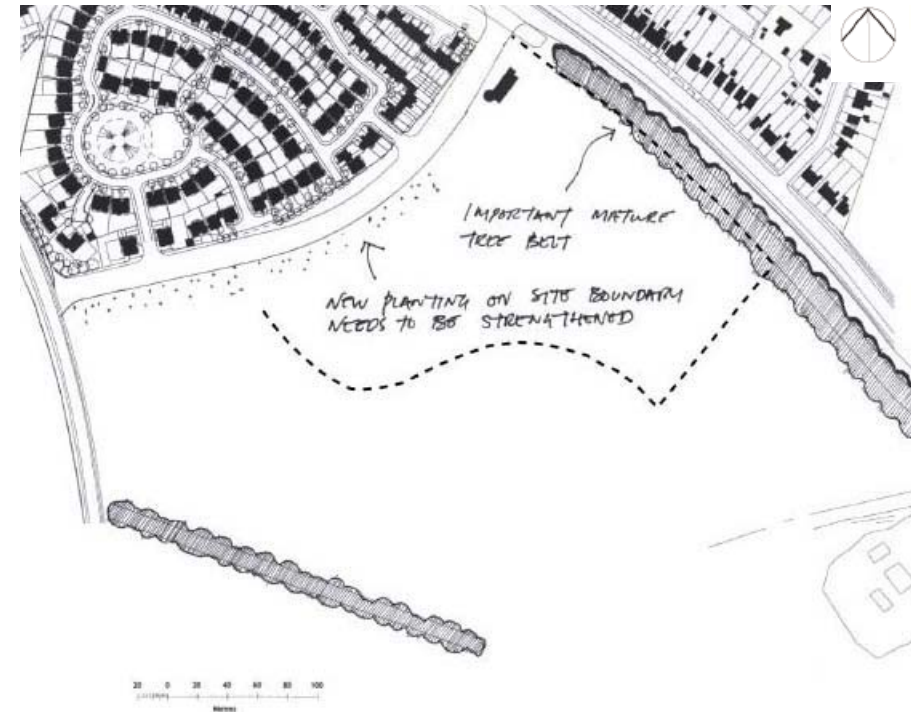 IMPORTANT MATURE
TREE BELT
NEW PLANTING ON SITE BOUNDARY
NEEDS TO BE STRENGTHENED
20 0 20 40 60 80 100
Metres